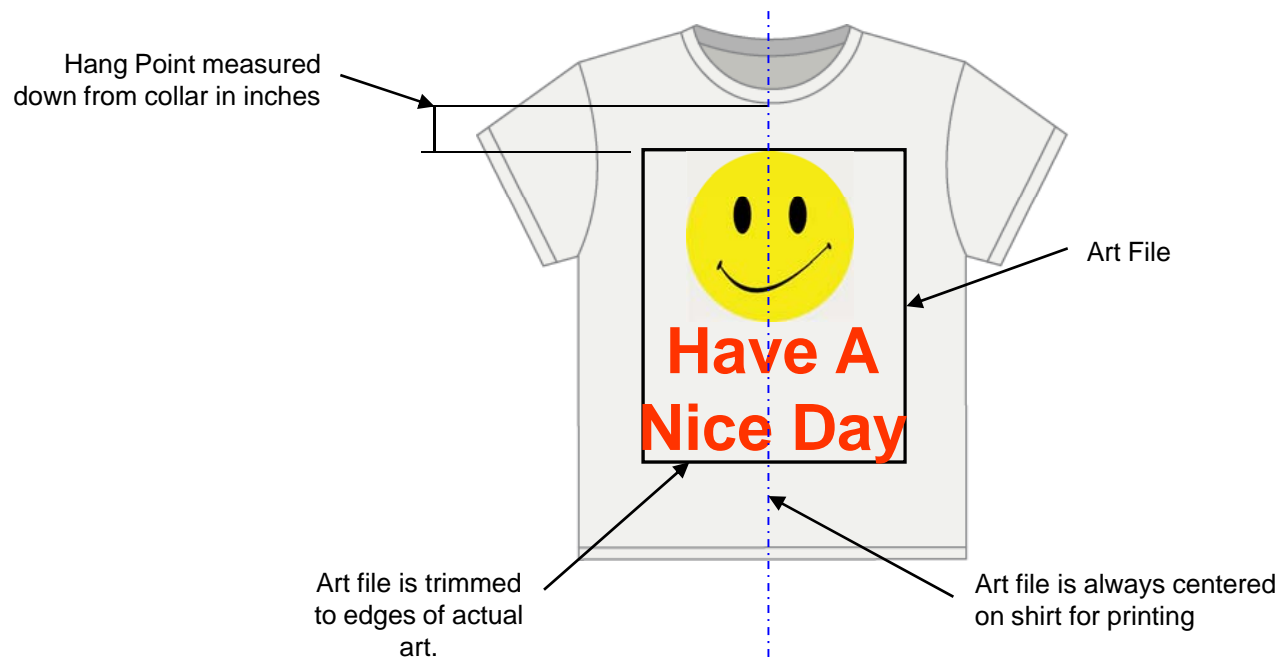 Hang Point measured
down from collar in inches
Art File
Have A
Nice Day
Art file is trimmed
to edges of actual
art.
Art file is always centered
on shirt for printing